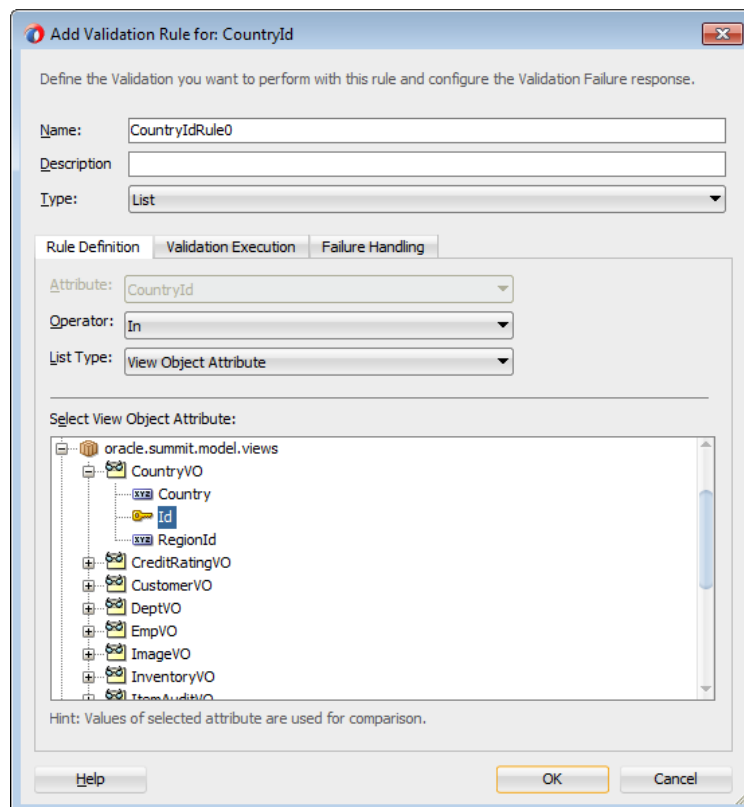 Add Validation Rule for: CountryId
Define the Validation you want to perform with this rule and configure the Validation Failure response.
Name: CountryIdRule0
Description
Type: List
Rule Definition Validation Execution Failure Handling
Attribute: CountryId
Operator: In
List Type: View Object Attribute
Select View Object Attribute:
oracle.summit.model.views
CountryVO
XYZ Country
Id
XYZ RegionId
CreditRatingVO
CustomerVO
DeptVO
EmpVO
ImageVO
InventoryVO
ItemAuditVO
Hint: Values of selected attribute are used for comparison.
Help OK Cancel